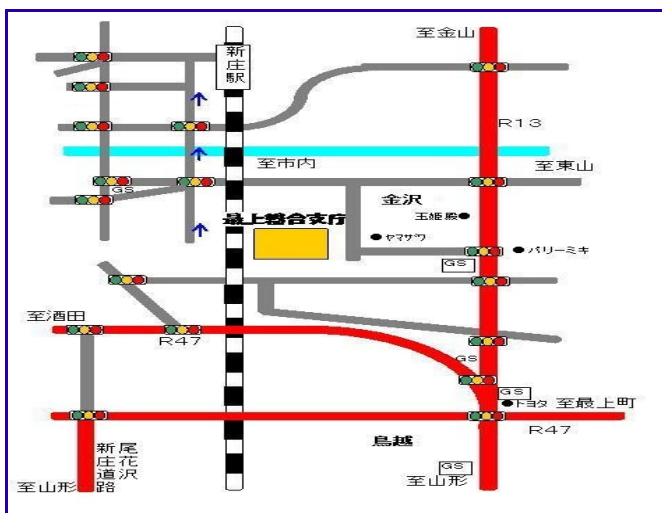 至金山
新庄駅
R13
至市内
至東山
GS
金沢
玉姫殿
最上総合支庁
ヤマザワ
パリーミキ
GS
至酒田
R47
GS
GS
トヨタ 至最上町
R47
鳥越
尾花沢
新庄道路
GS
至山形
至山形